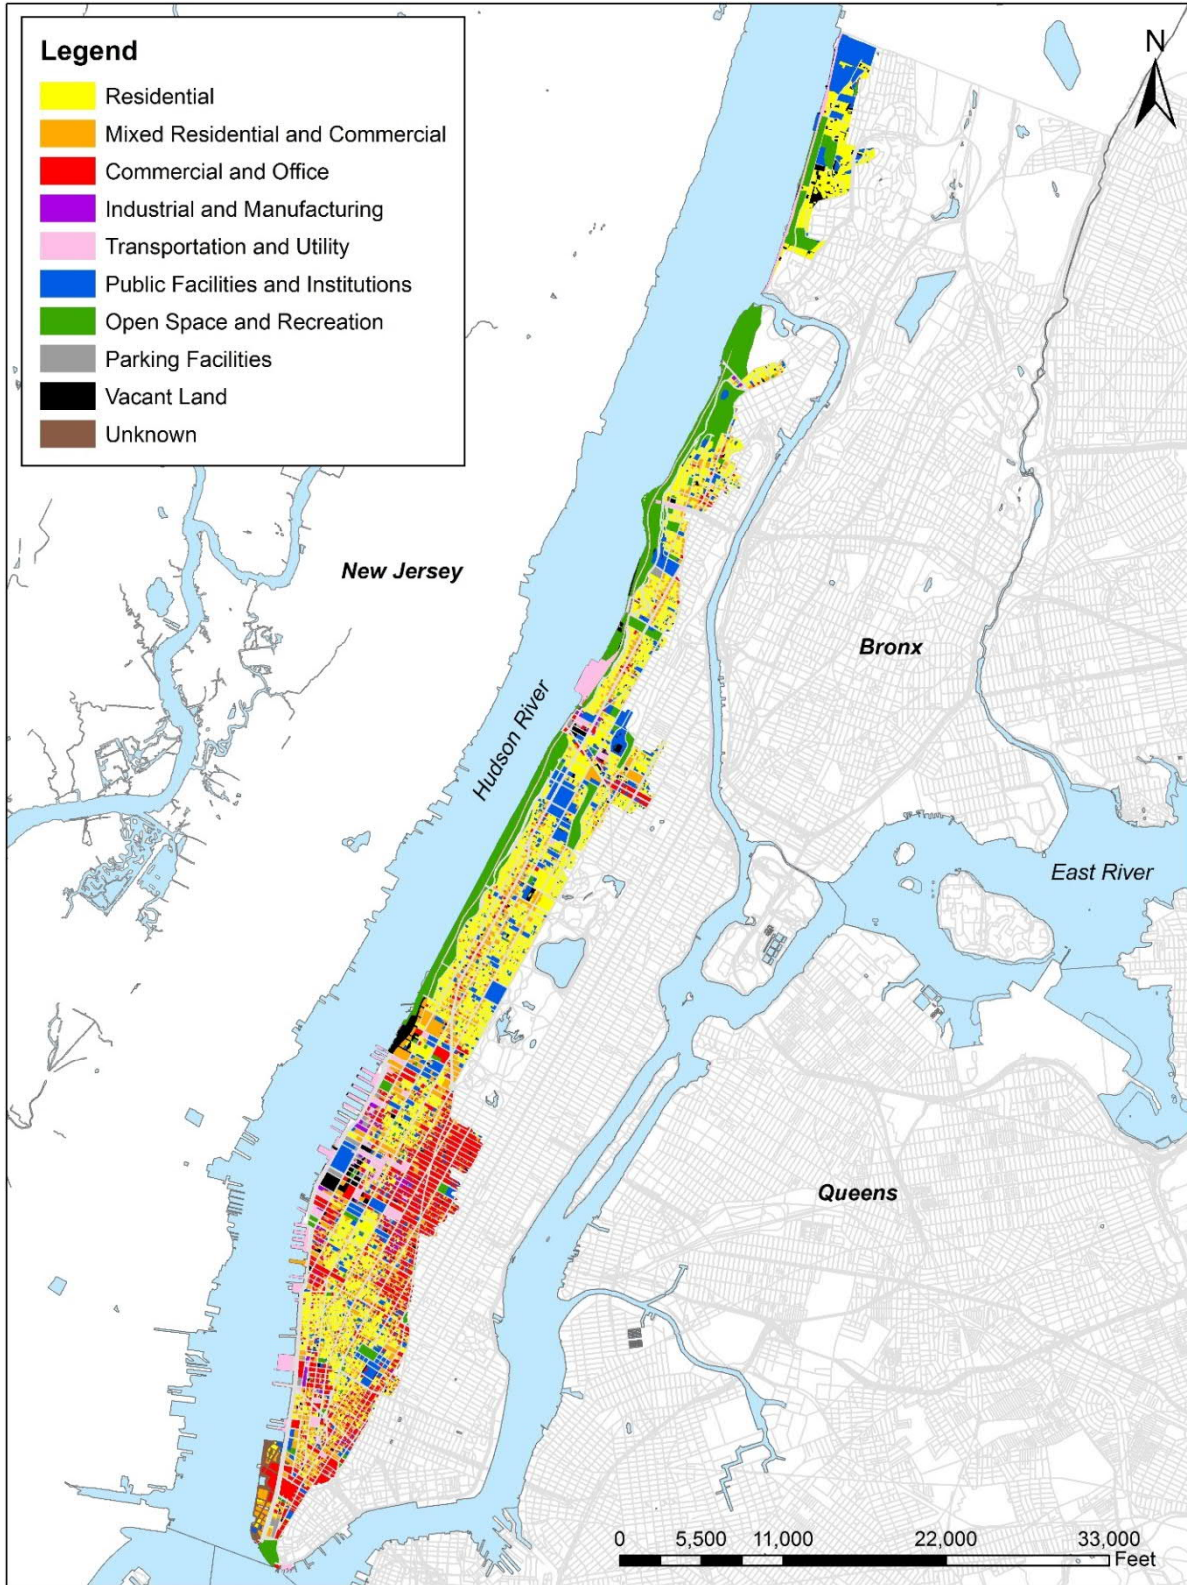 Legend
Residential
Mixed Residential and Commercial
Commercial and Office
Industrial and Manufacturing
Transportation and Utility
Public Facilities and Institutions
Open Space and Recreation
Parking Facilities
Vacant Land
Unknown
N
New Jersey
Hudson River
Bronx
East River
Queens
0 5,500 11,000 22,000 33,000
Feet